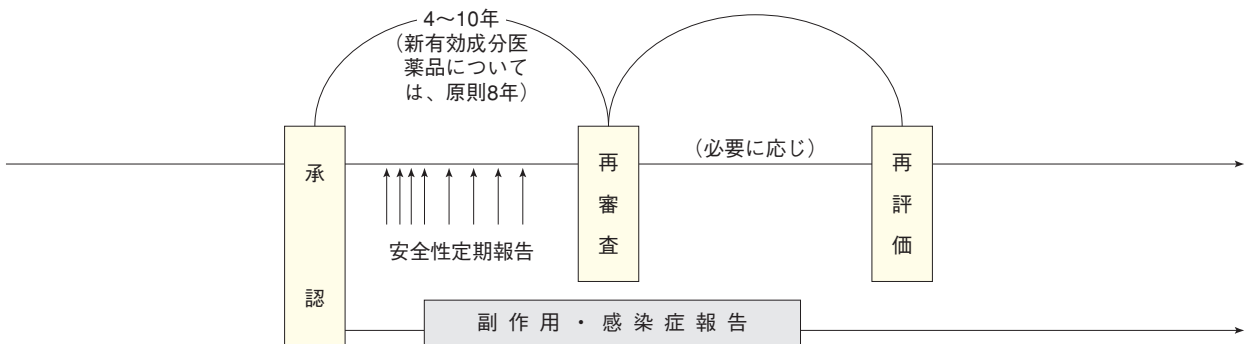 4〜10年
（新有効成分医
薬品について
は、原則8年）
承認
再審査
（必要に応じ）
再評価
安全性定期報告
副作用・感染症報告